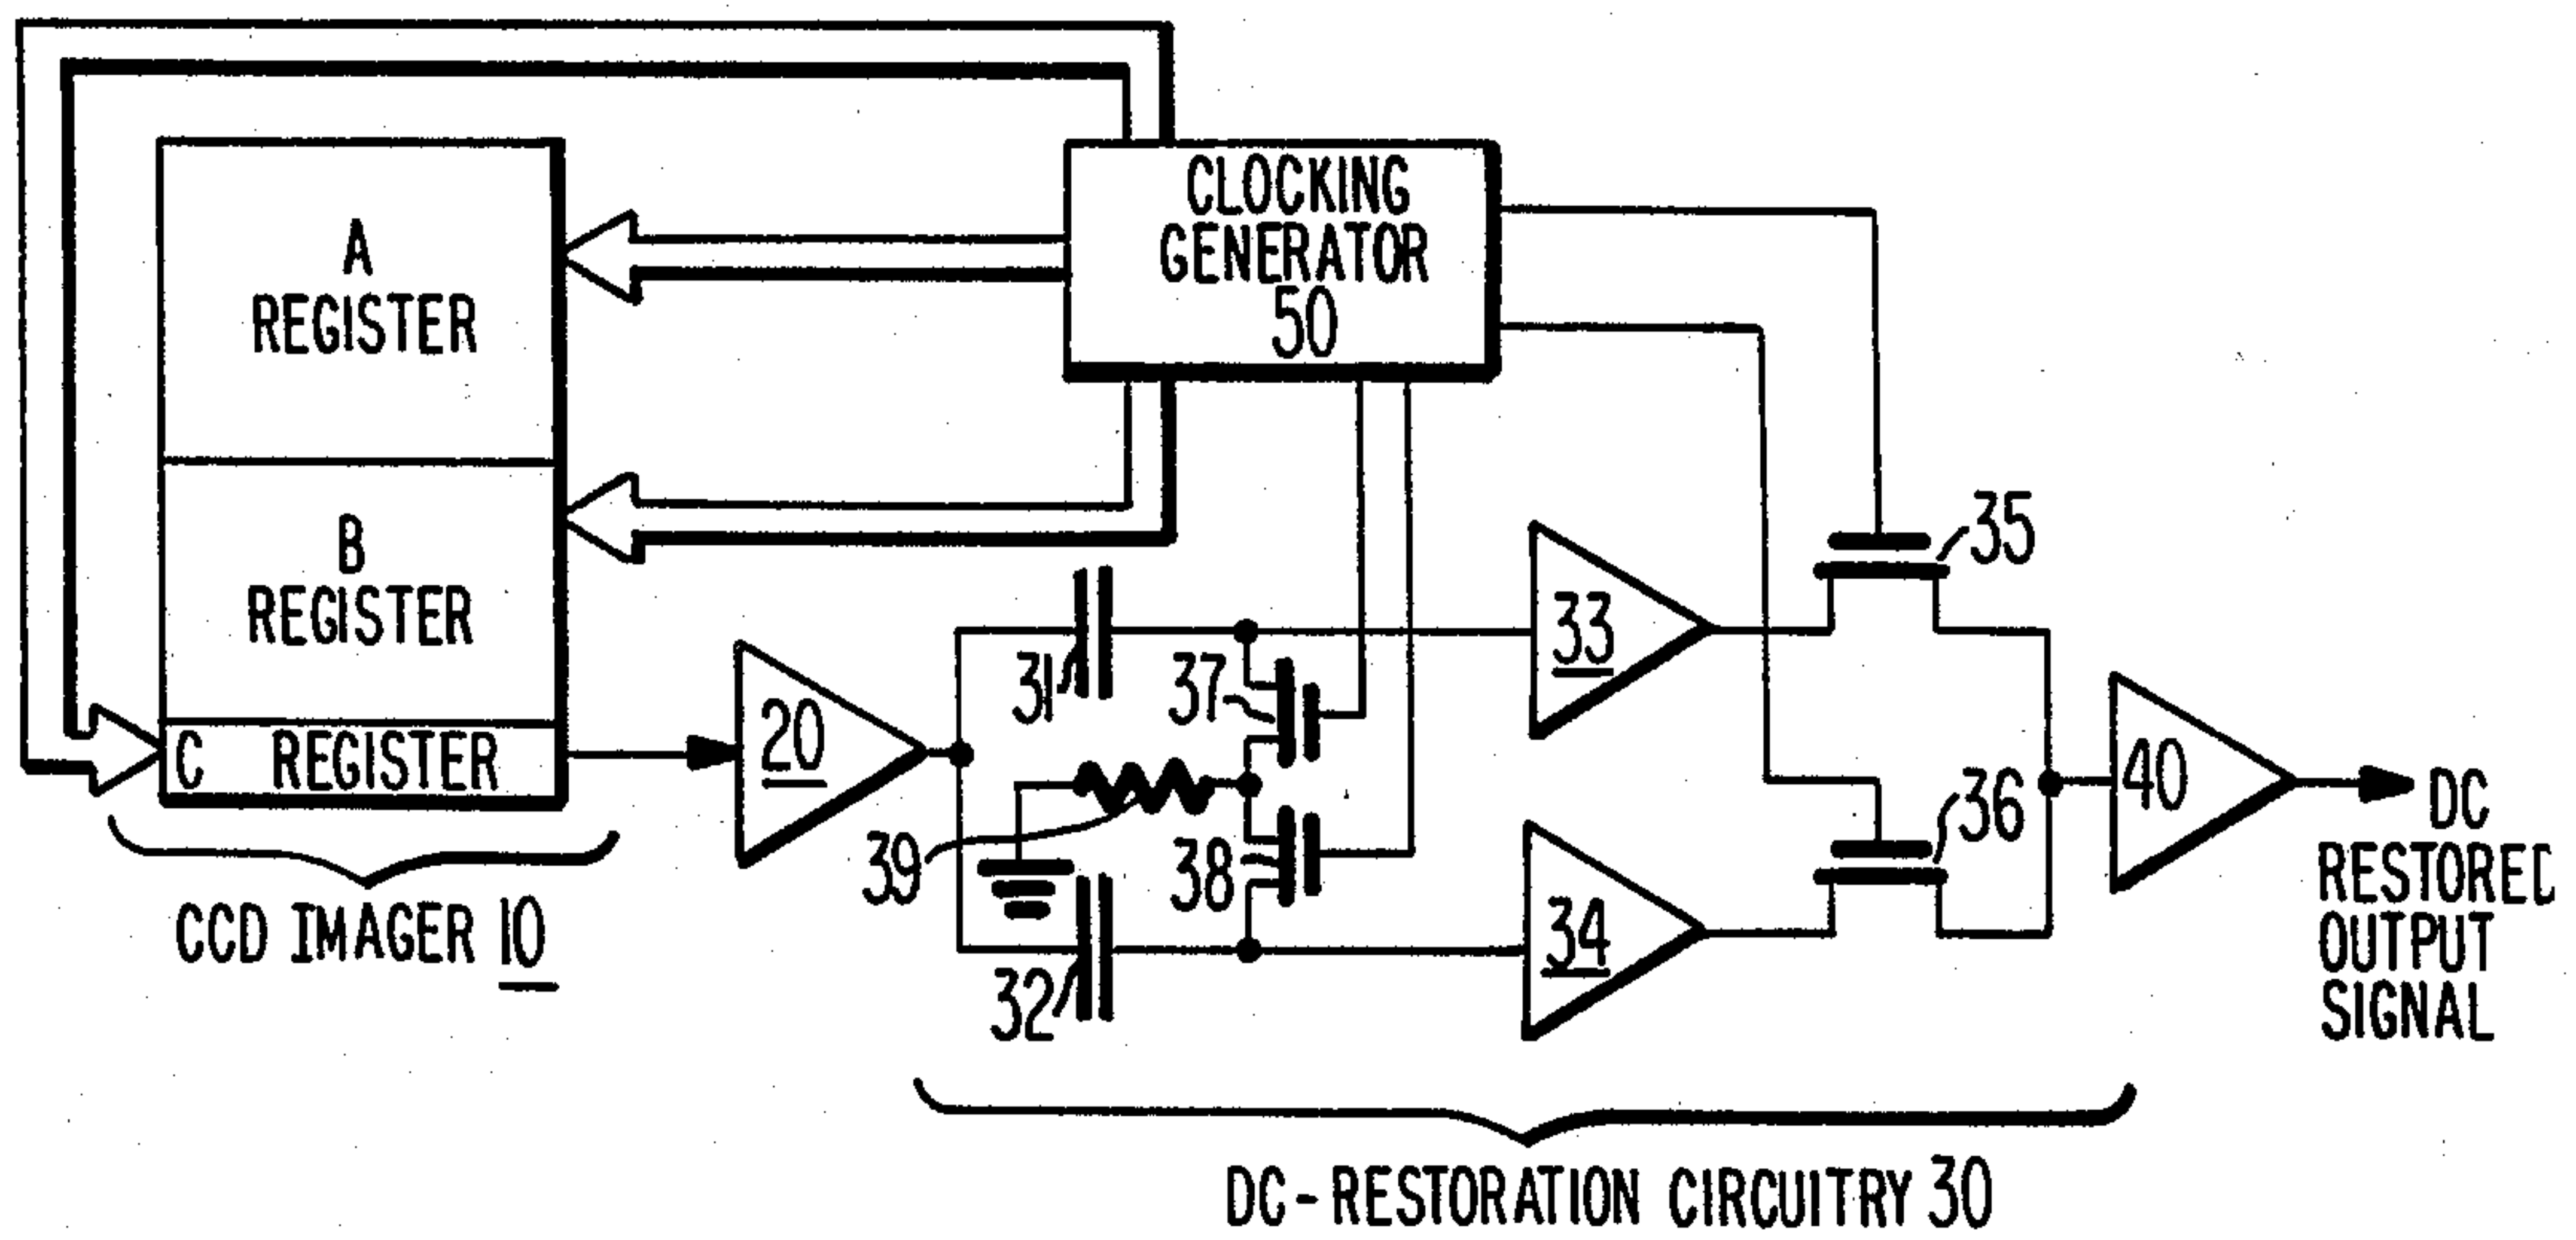 A
REGISTER
B
REGISTER
C REGISTER
CCD IMAGER 10
CLOCKING
GENERATOR
50
20
31
32
37
38
39
33
34
35
36
40
DC
RESTORED
OUTPUT
SIGNAL
DC-RESTORATION CIRCUITRY 30